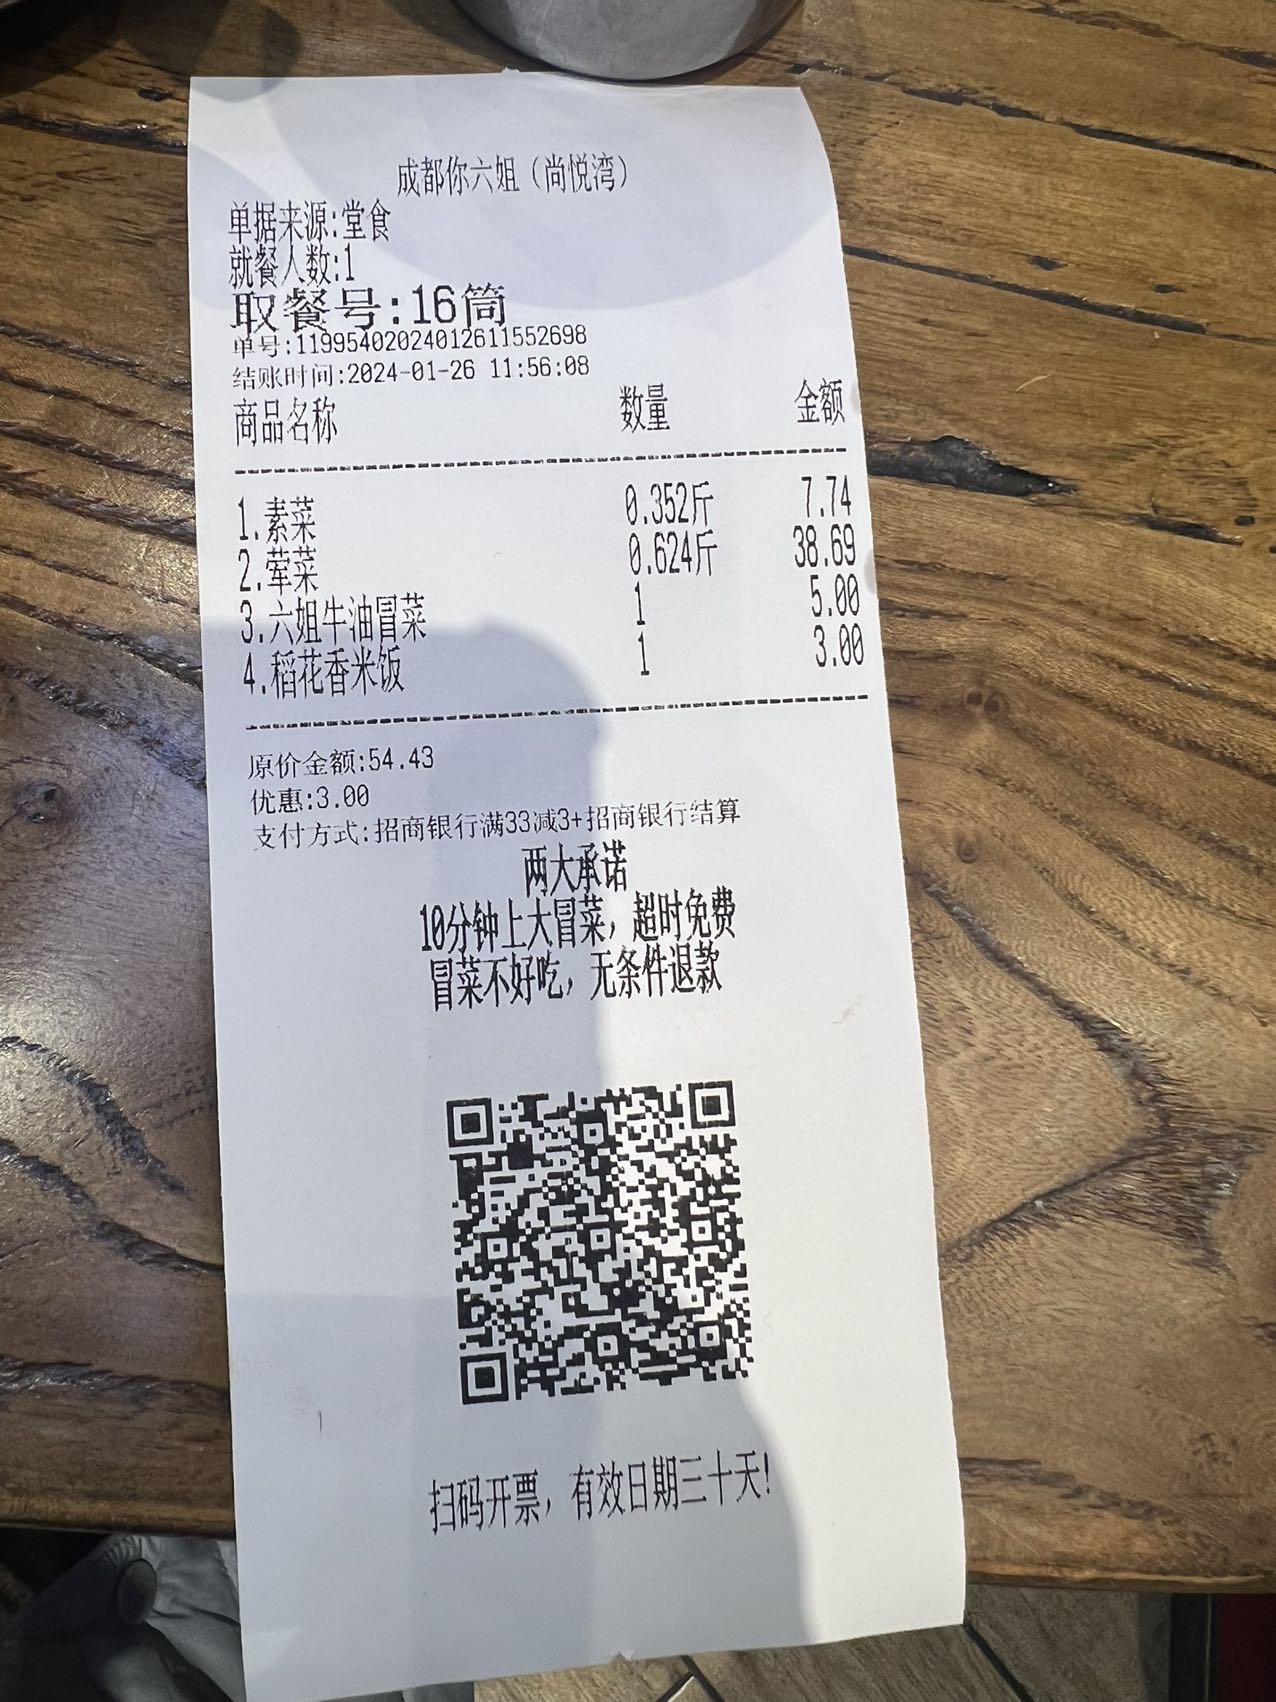 成都你六姐（尚悦湾）
单据来源:堂食
就餐人数:1
取餐号:16筒
单号:11995402024012611552698
结账时间:2024-01-26 11:56:08
商品名称 数量 金额
1.素菜 0.352斤 7.74
2.荤菜 0.624斤 38.69
3.六姐牛油冒菜 1 5.00
4.稻花香米饭 1 3.00
原价金额:54.43
优惠:3.00
支付方式:招商银行满33减3+招商银行结算
两大承诺
10分钟上大冒菜，超时免费
冒菜不好吃，无条件退款
扫码开票，有效日期三十天!